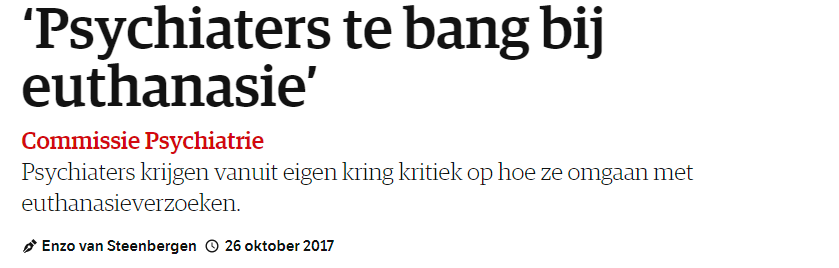 ‘Psychiaters te bang bij
euthanasie’
Commissie Psychiatrie
Psychiaters krijgen vanuit eigen kring kritiek op hoe ze omgaan met
euthanasieverzoeken.
Enzo van Steenbergen 26 oktober 2017